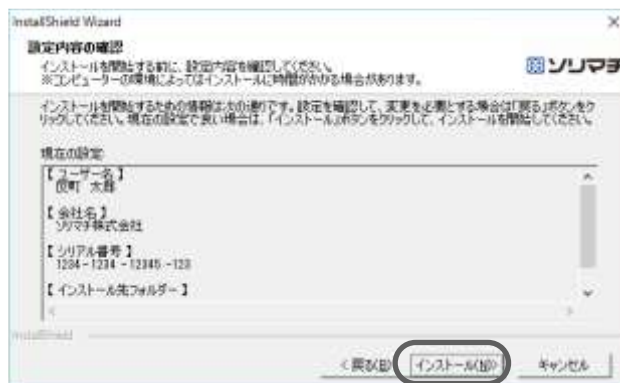 InstallShield Wizard
設定内容の確認
インストールを開始する前に、設定内容を確認してください。
※コンピューターの環境によってはインストールに時間がかかる場合があります。
ソリマチ
インストールを開始するための情報は次の通りです。設定を確認して、変更を必要とする場合は「戻る」ボタンをク
リックしてください。現在の設定で良い場合は、「インストール」ボタンをクリックして、インストールを開始してください。
現在の設定:
【 ユーザー名 】
太郎
【 会社名 】
ソリマチ株式会社
【 シリアル番号 】
1234 - 1234 - 12345 - 123
【 インストール先フォルダー 】
InstallShield
< 戻る(B)
インストール(N)>
キャンセル